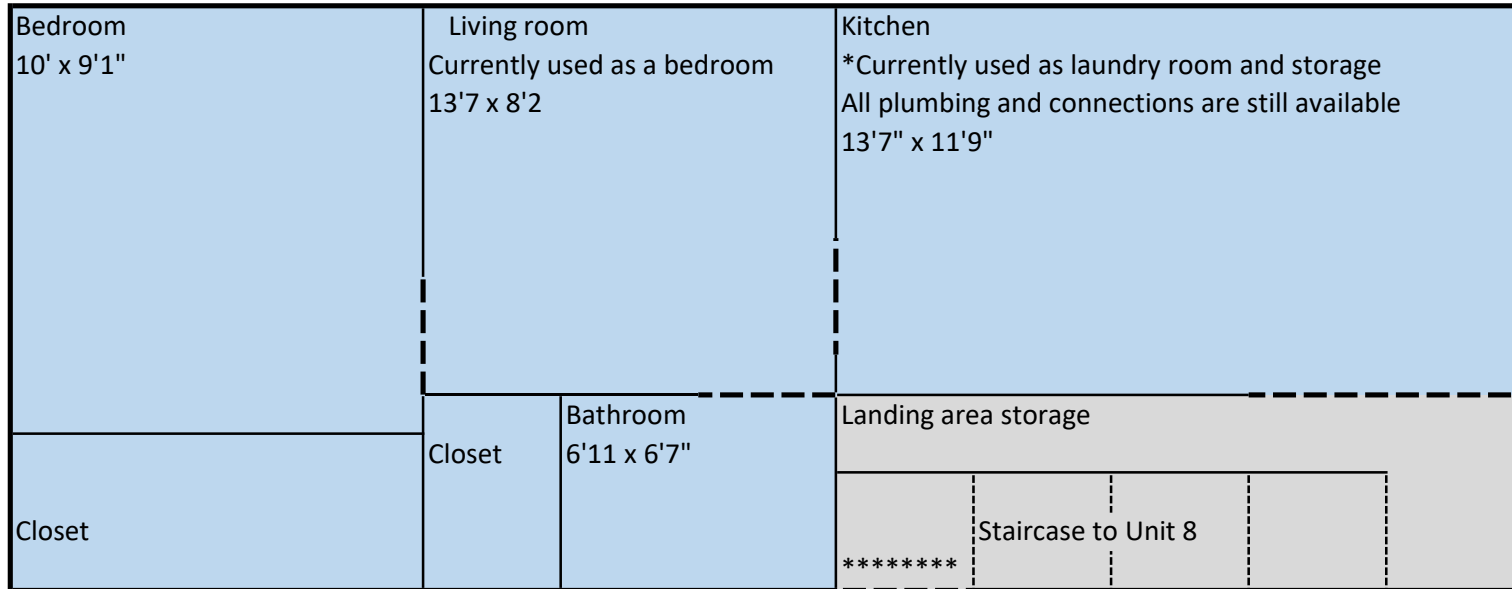 Bedroom
10' x 9'1"
Living room
Currently used as a bedroom
13'7 x 8'2
Kitchen
*Currently used as laundry room and storage
All plumbing and connections are still available
13'7" x 11'9"
Closet
Closet
Bathroom
6'11 x 6'7"
Landing area storage
Staircase to Unit 8
********